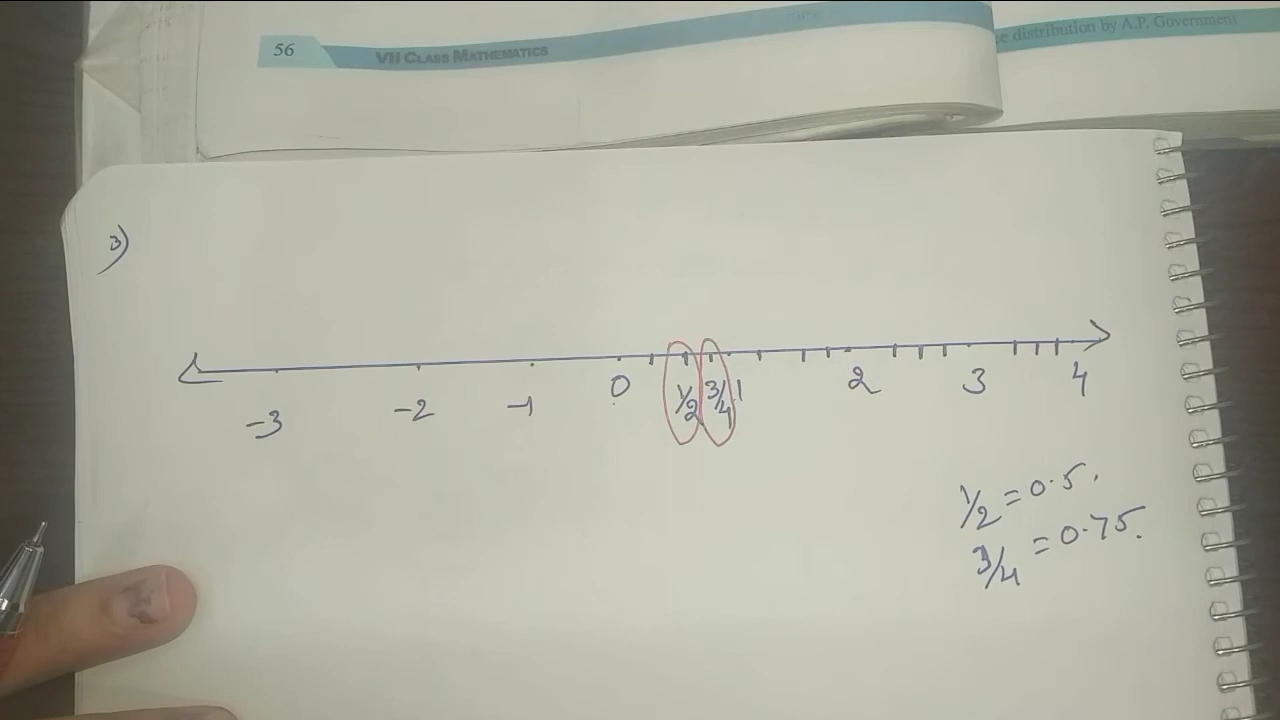 56 VII CLASS MATHEMATICS
distribution by A.P. Government
3)
-3 -2 -1 0 1/2 3/4 1 2 3 4
1/2 = 0.5.
3/4 = 0.75.